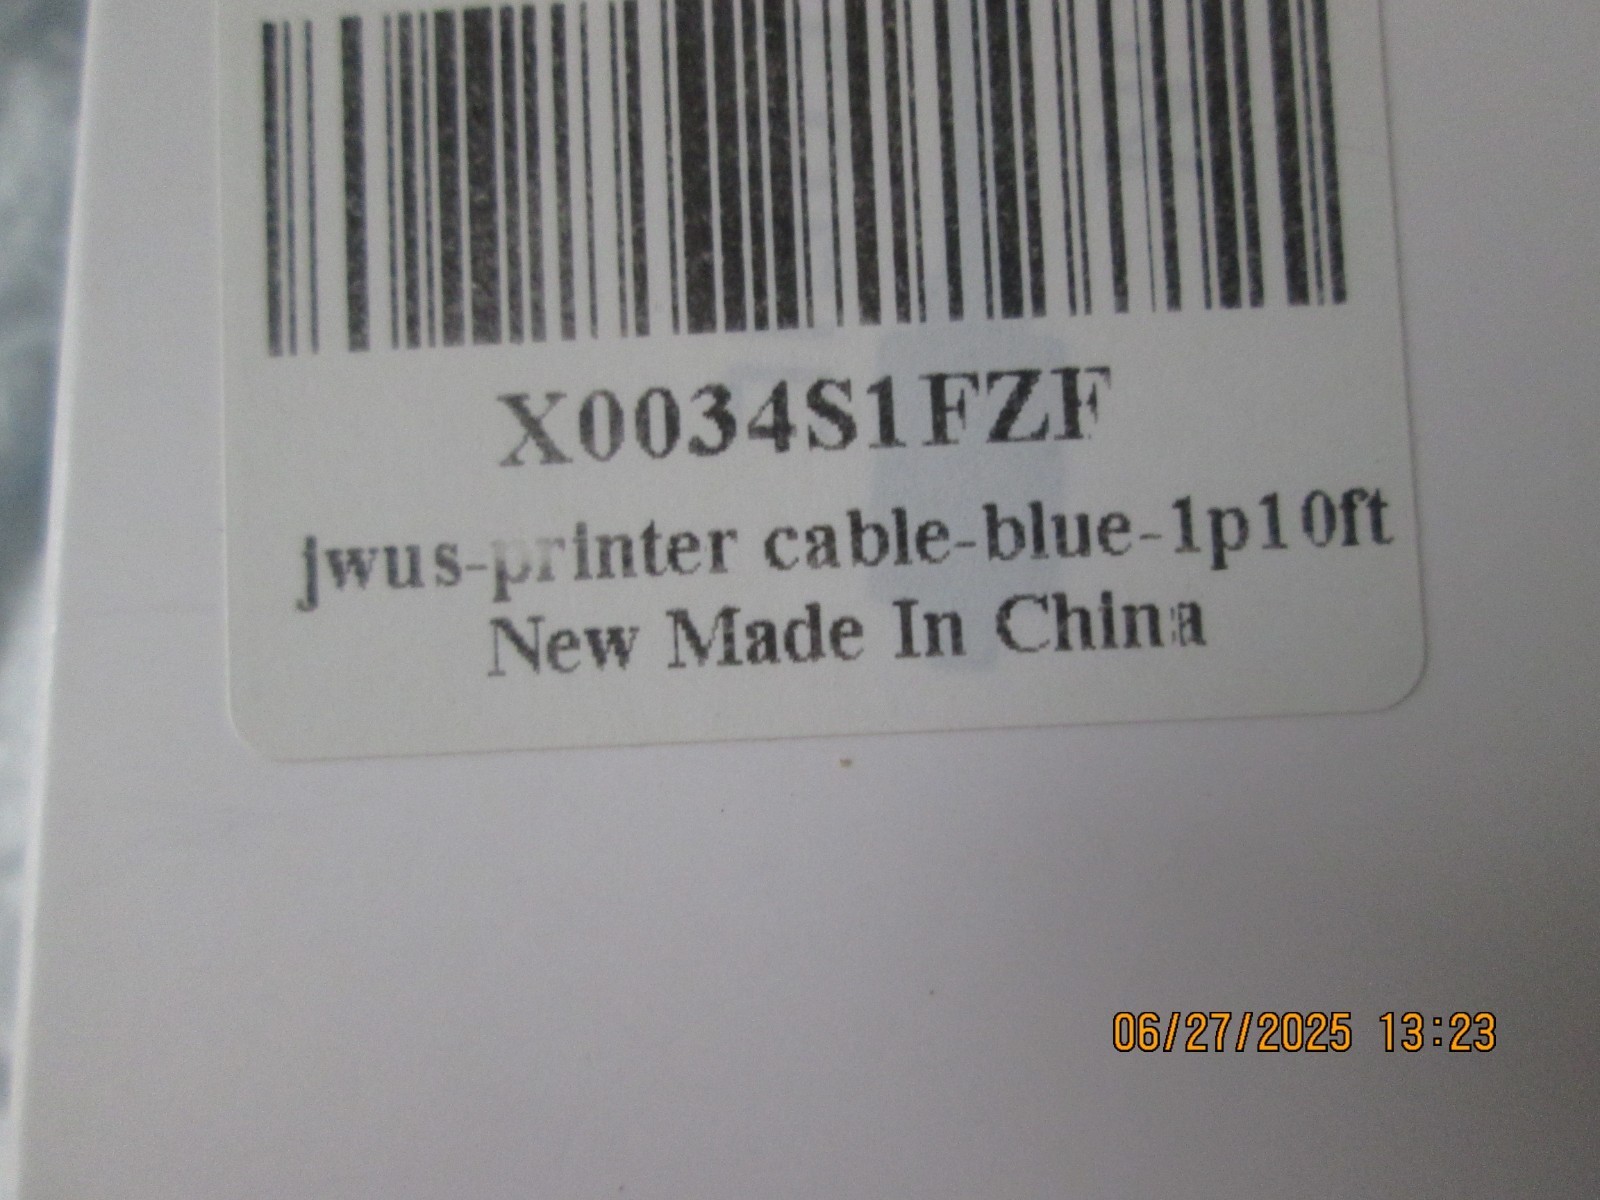 X0034S1FZF
jwus-printer cable-blue-1p10ft
New Made In China
06/27/2025 13:23